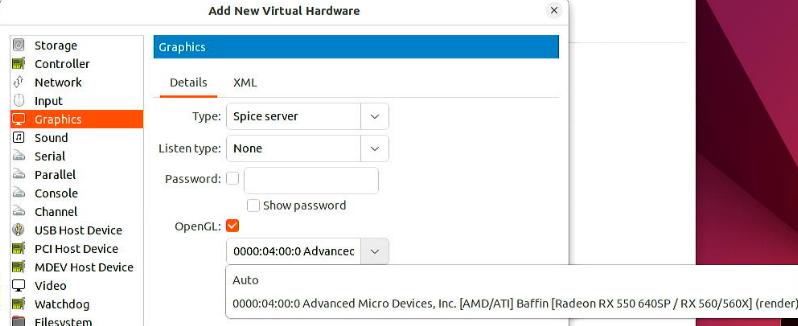 Add New Virtual Hardware
Storage
Controller
Network
Input
Graphics
Sound
Serial
Parallel
Console
Channel
USB Host Device
PCI Host Device
MDEV Host Device
Video
Watchdog
Filesystem
Graphics
Details XML
Type: Spice server
Listen type: None
Password:
Show password
OpenGL:
0000:04:00:0 Advanced
Auto
0000:04:00:0 Advanced Micro Devices, Inc. [AMD/ATI] Baffin [Radeon RX 550 640SP / RX 560/560X] (render)